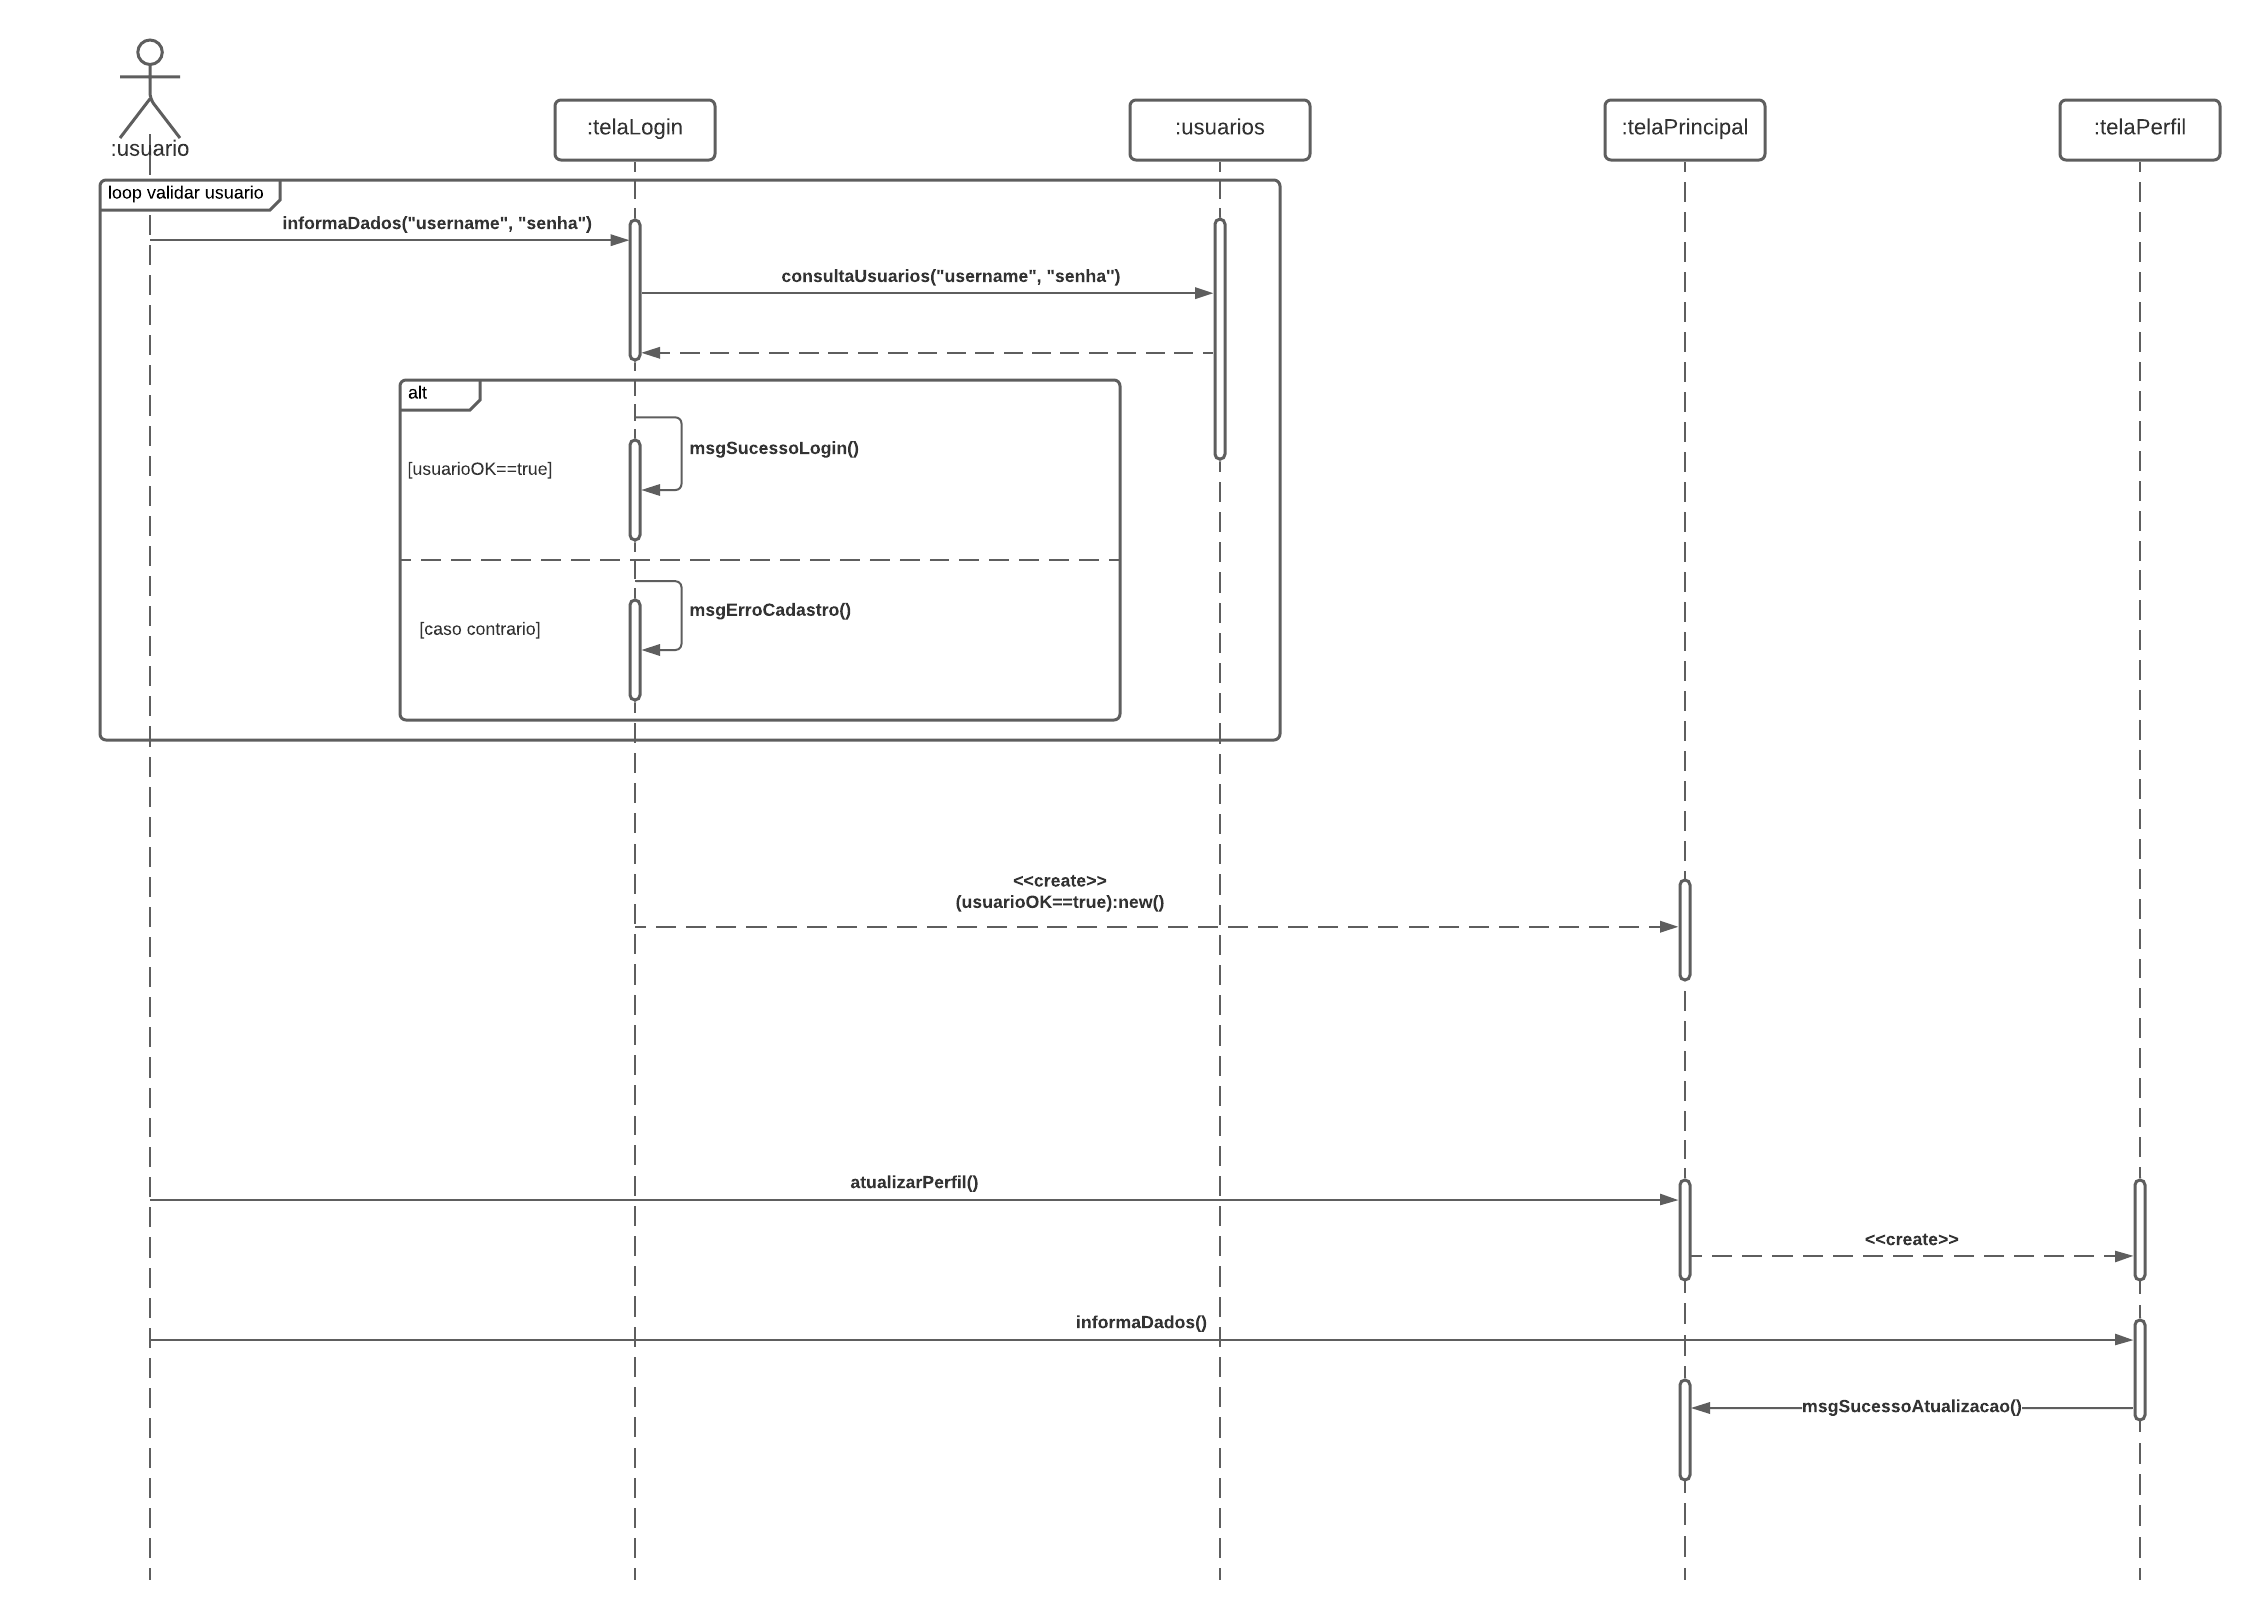 :usuario
:telaLogin
:usuarios
:telaPrincipal
:telaPerfil
loop validar usuario
informaDados("username", "senha")
consultaUsuarios("username", "senha")
alt
msgSucessoLogin()
[usuarioOK==true]
msgErroCadastro()
[caso contrario]
<<create>>
(usuarioOK==true):new()
atualizarPerfil()
<<create>>
informaDados()
msgSucessoAtualizacao()